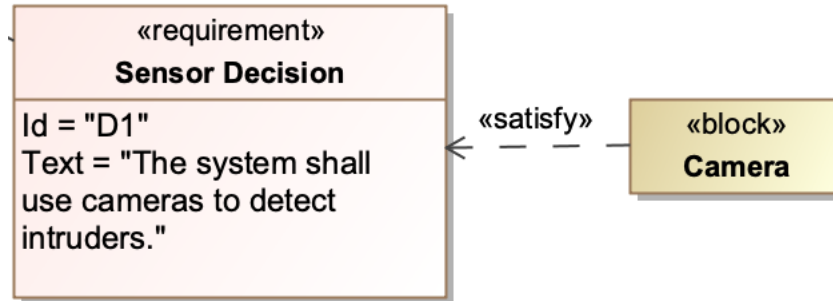 «requirement»
Sensor Decision
Id = "D1"
Text = "The system shall
use cameras to detect
intruders."
«satisfy»
«block»
Camera